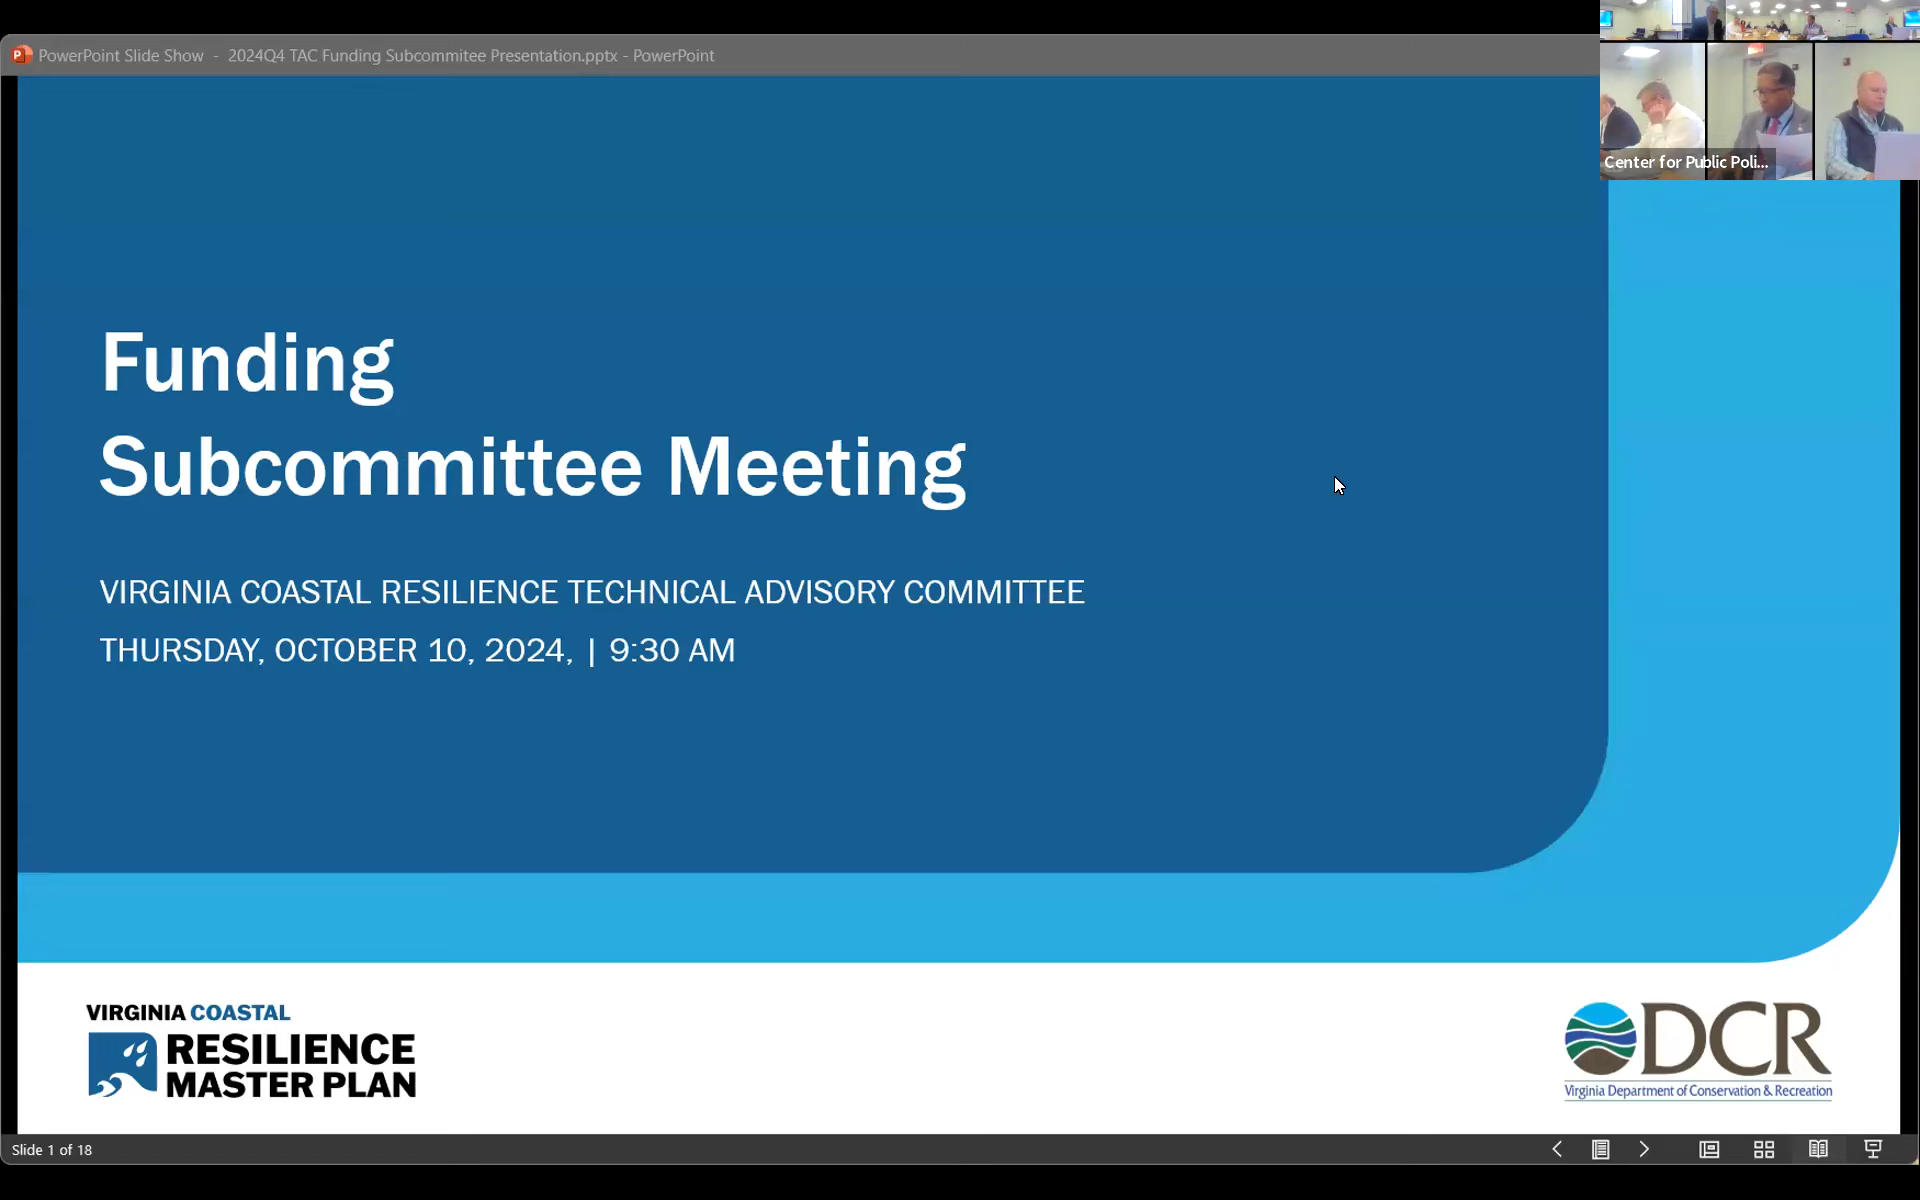 PowerPoint Slide Show - 2024Q4 TAC Funding Subcommitee Presentation.pptx - PowerPoint
Center for Public Poli...
Funding
Subcommittee Meeting
VIRGINIA COASTAL RESILIENCE TECHNICAL ADVISORY COMMITTEE
THURSDAY, OCTOBER 10, 2024, | 9:30 AM
VIRGINIA COASTAL
RESILIENCE
MASTER PLAN
DCR
Virginia Department of Conservation & Recreation
Slide 1 of 18